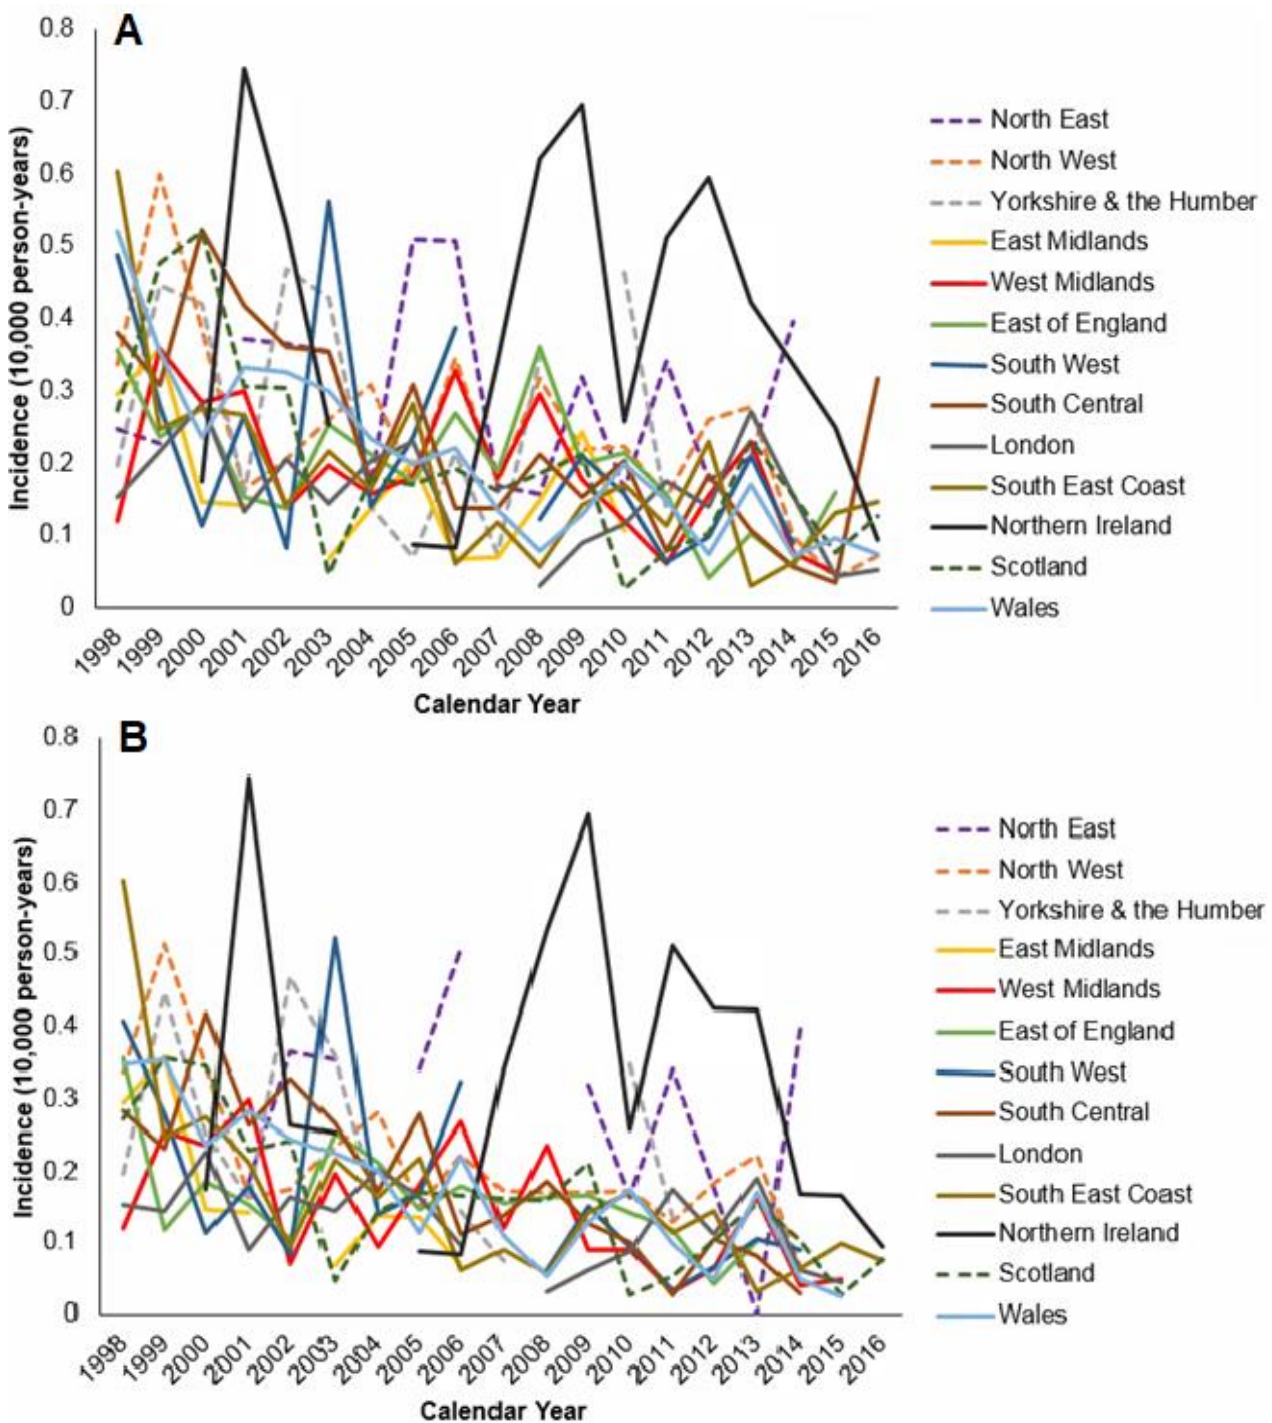 A
0.8
0.7
0.6
0.5
0.4
0.3
0.2
0.1
0
Incidence (10,000 person-years)
1998
1999
2000
2001
2002
2003
2004
2005
2006
2007
2008
2009
2010
2011
2012
2013
2014
2015
2016
Calendar Year
North East
North West
Yorkshire & the Humber
East Midlands
West Midlands
East of England
South West
South Central
London
South East Coast
Northern Ireland
Scotland
Wales
B
0.8
0.7
0.6
0.5
0.4
0.3
0.2
0.1
0
Incidence (10,000 person-years)
1998
1999
2000
2001
2002
2003
2004
2005
2006
2007
2008
2009
2010
2011
2012
2013
2014
2015
2016
Calendar Year
North East
North West
Yorkshire & the Humber
East Midlands
West Midlands
East of England
South West
South Central
London
South East Coast
Northern Ireland
Scotland
Wales